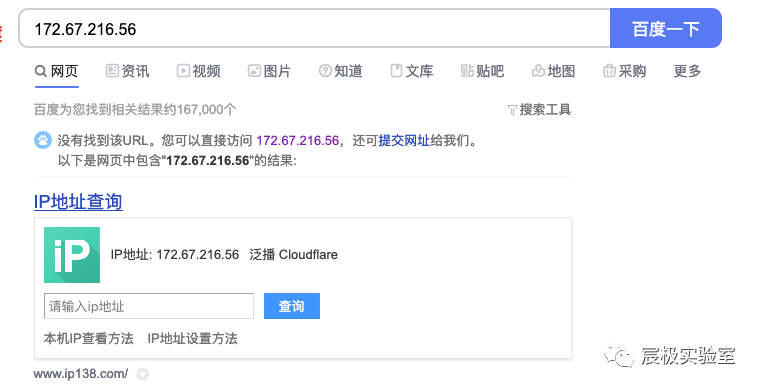 172.67.216.56 百度一下
网页 资讯 视频 图片 知道 文库 贴吧 地图 采购 更多
百度为您找到相关结果约167,000个 搜索工具
没有找到该URL。您可以直接访问 172.67.216.56，还可提交网址给我们。
以下是网页中包含"172.67.216.56"的结果:
IP地址查询
iP IP地址: 172.67.216.56 泛播 Cloudflare
请输入ip地址 查询
本机IP查看方法 IP地址设置方法
www.ip138.com/
宸极实验室